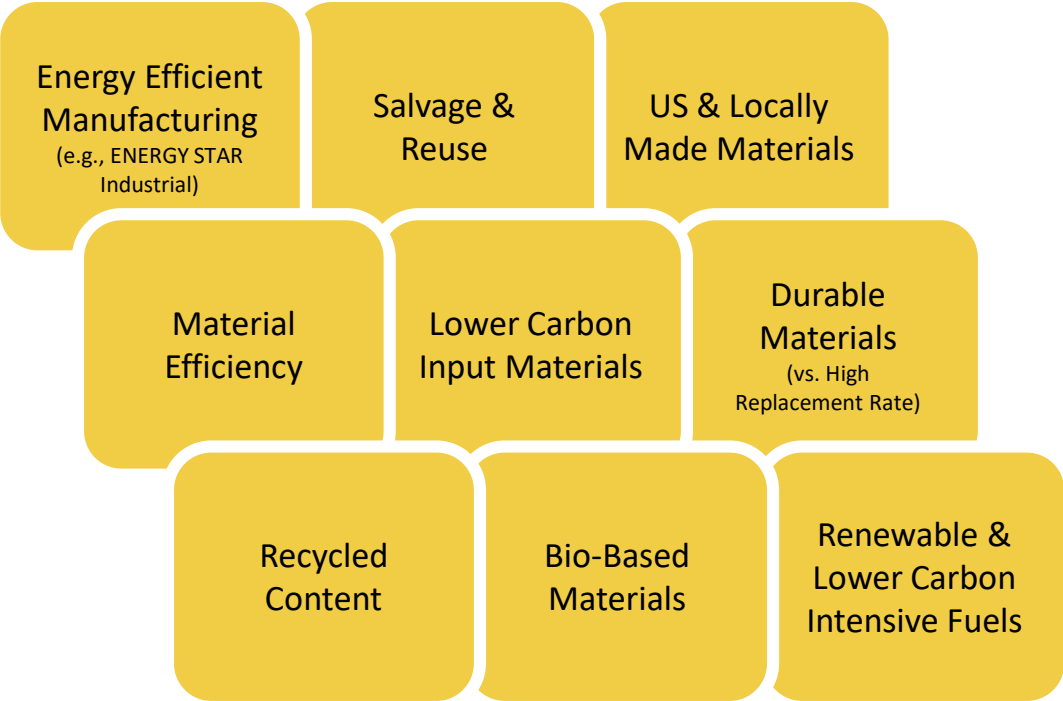 Energy Efficient
Manufacturing
(e.g., ENERGY STAR
Industrial)
Salvage &
Reuse
US & Locally
Made Materials
Material
Efficiency
Lower Carbon
Input Materials
Durable
Materials
(vs. High
Replacement Rate)
Recycled
Content
Bio-Based
Materials
Renewable &
Lower Carbon
Intensive Fuels